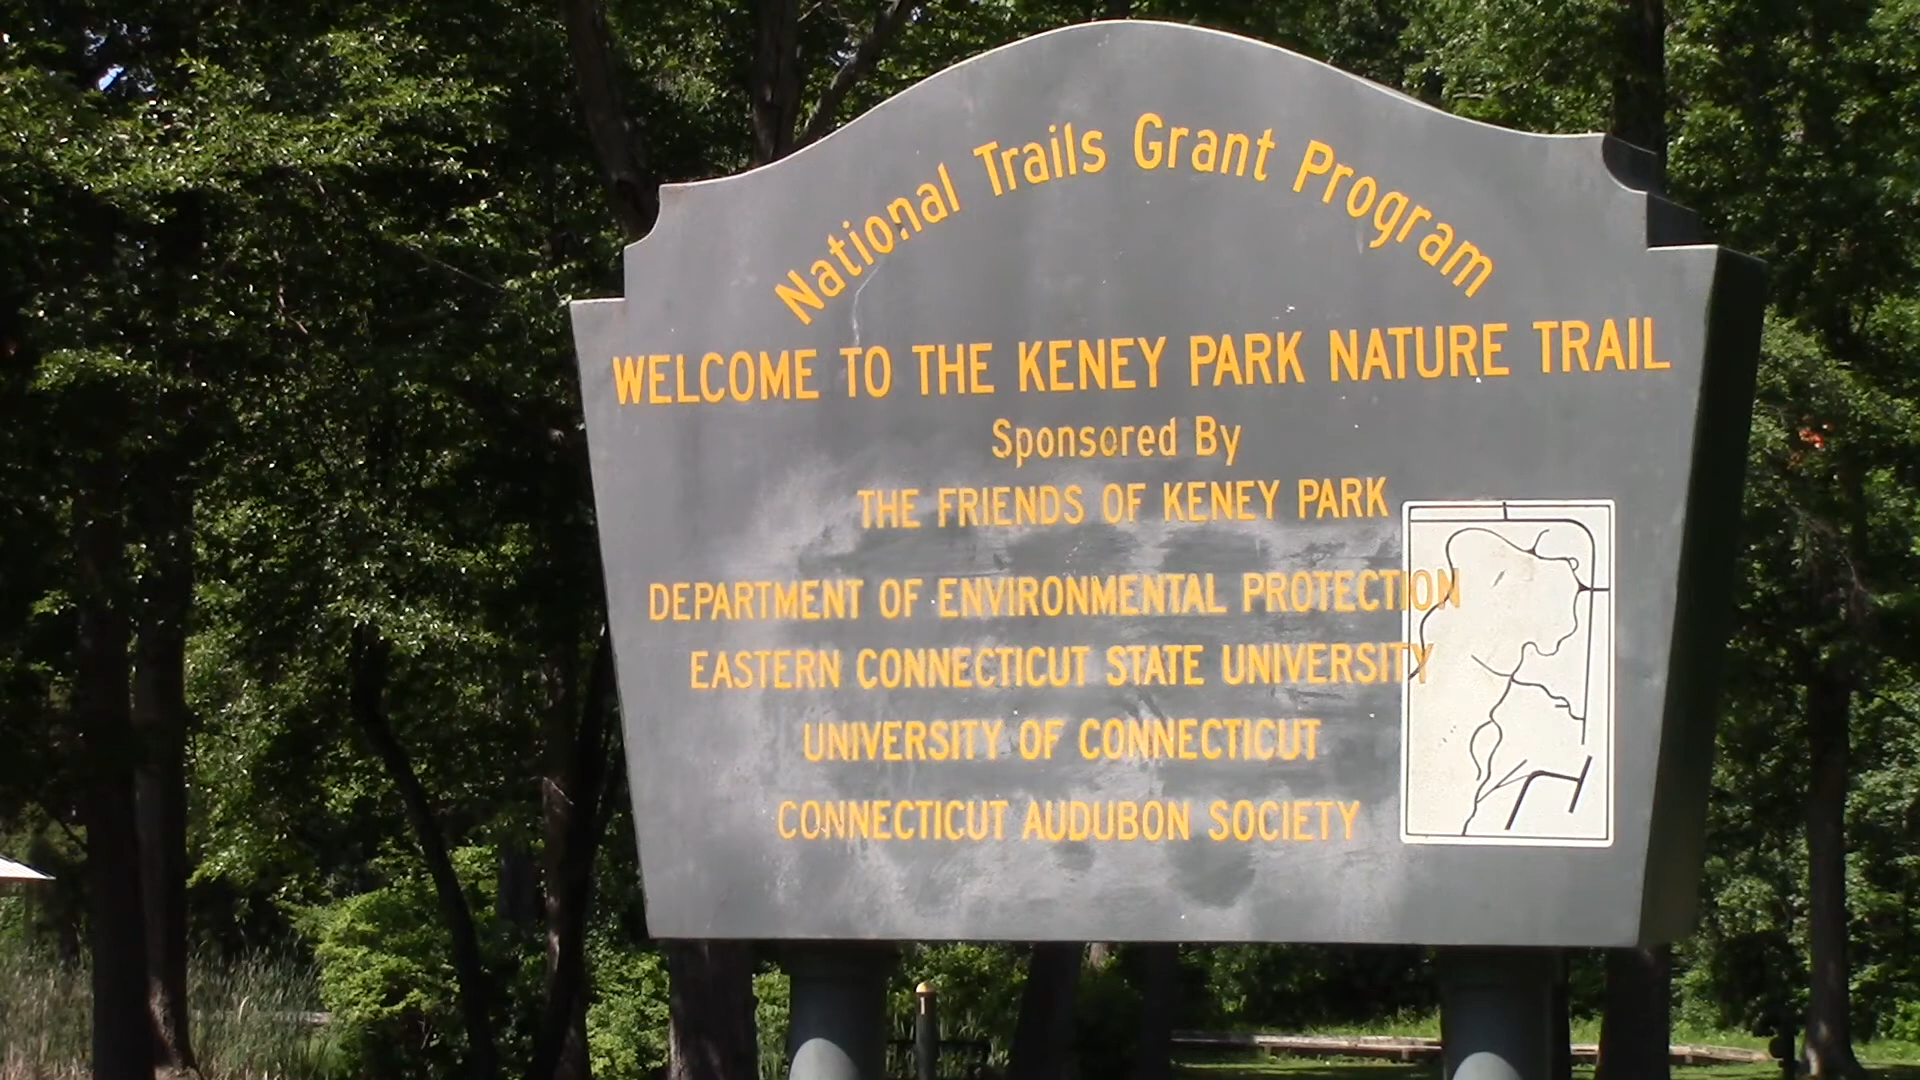 National Trails Grant Program
WELCOME TO THE KENEY PARK NATURE TRAIL
Sponsored By
THE FRIENDS OF KENEY PARK
DEPARTMENT OF ENVIRONMENTAL PROTECTION
EASTERN CONNECTICUT STATE UNIVERSITY
UNIVERSITY OF CONNECTICUT
CONNECTICUT AUDUBON SOCIETY